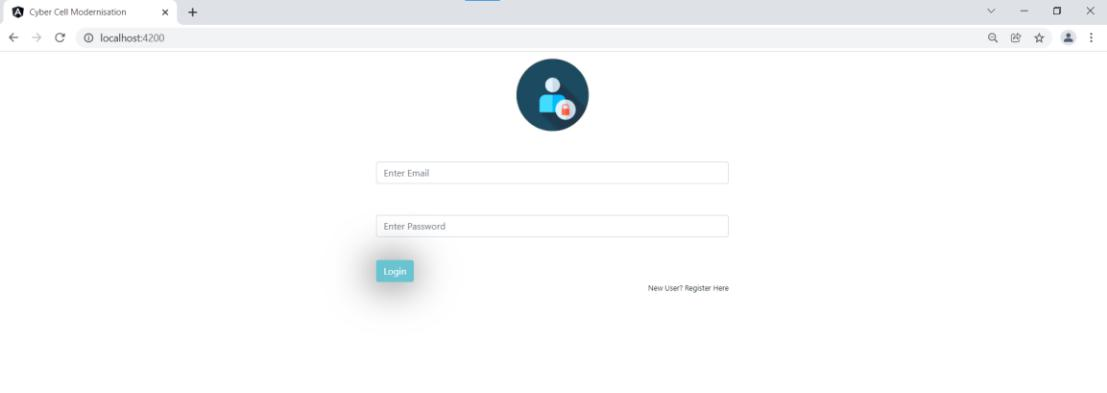 Cyber Cell Modernisation
localhost:4200
Enter Email
Enter Password
Login
New User? Register Here